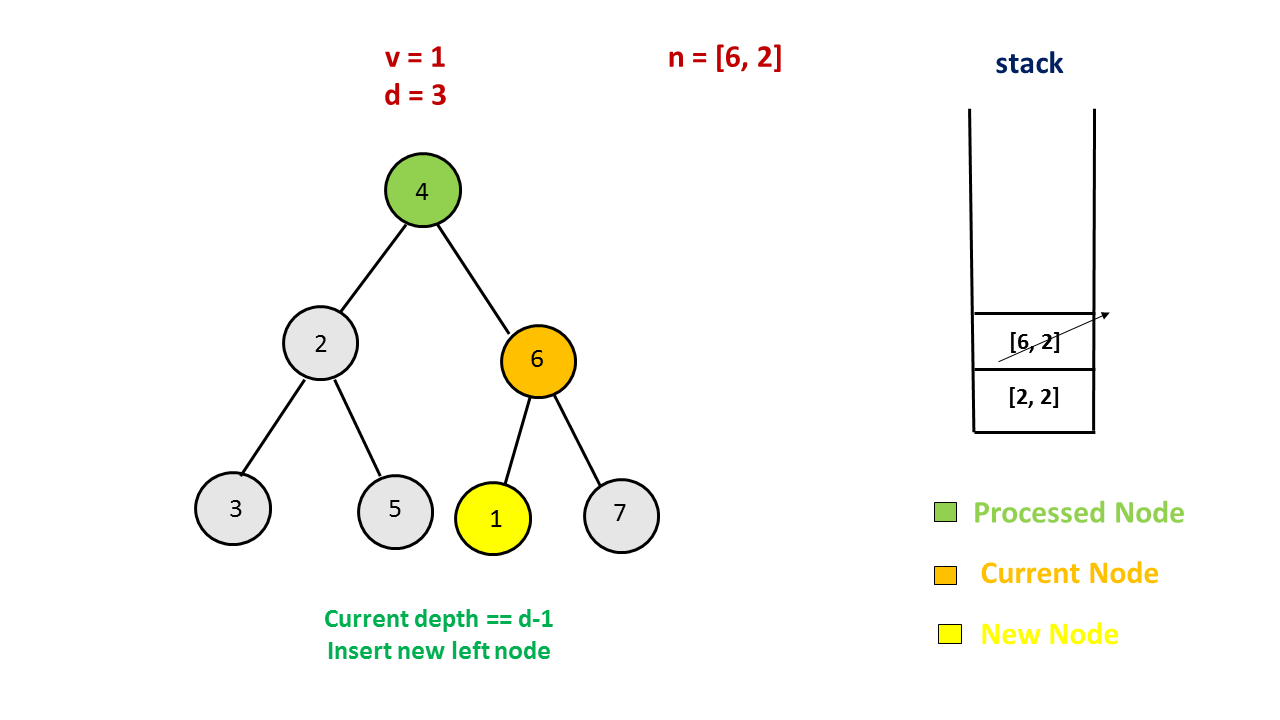 v = 1
d = 3
n = [6, 2]
stack
4
2
6
3
5
1
7
[6, 2]
[2, 2]
Processed Node
Current Node
New Node
Current depth == d-1
Insert new left node